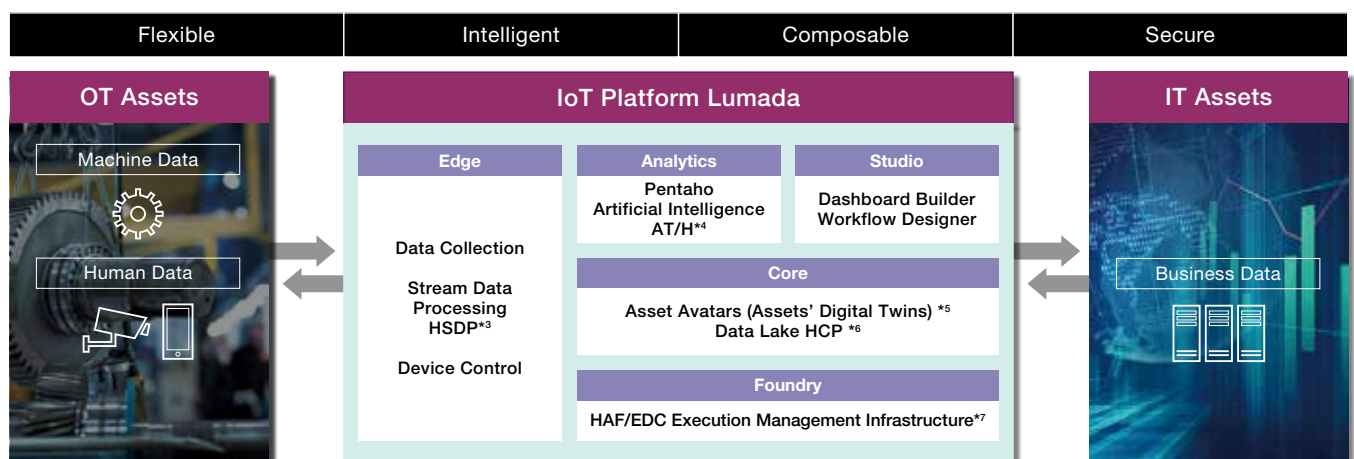 Flexible
Intelligent
Composable
Secure
OT Assets
Machine Data
Human Data
IoT Platform Lumada
Edge
Data Collection
Stream Data
Processing
HSDP*3
Device Control
Analytics
Pentaho
Artificial Intelligence
AT/H*4
Studio
Dashboard Builder
Workflow Designer
Core
Asset Avatars (Assets' Digital Twins) *5
Data Lake HCP *6
Foundry
HAF/EDC Execution Management Infrastructure*7
IT Assets
Business Data